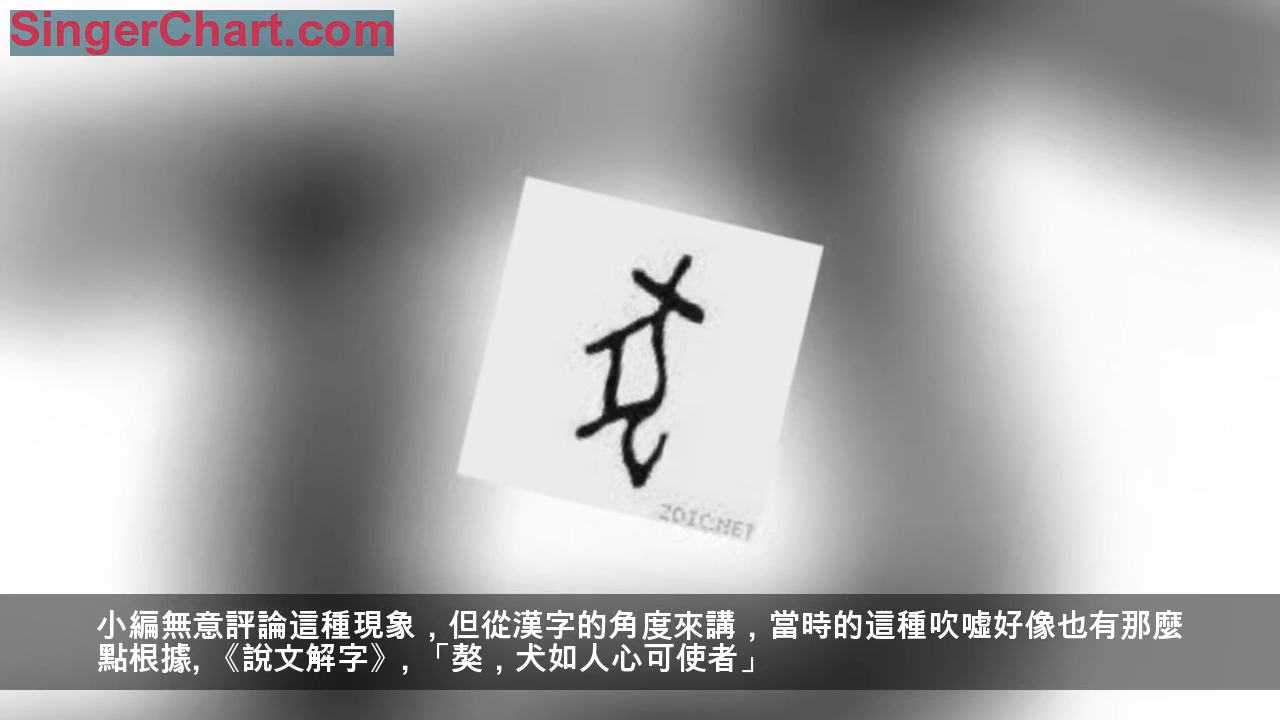 SingerChart.com
ZDIC.NET
小編無意評論這種現象，但從漢字的角度來講，當時的這種吹噓好像也有那麼
點根據,《說文解字》,「獒，犬如人心可使者」